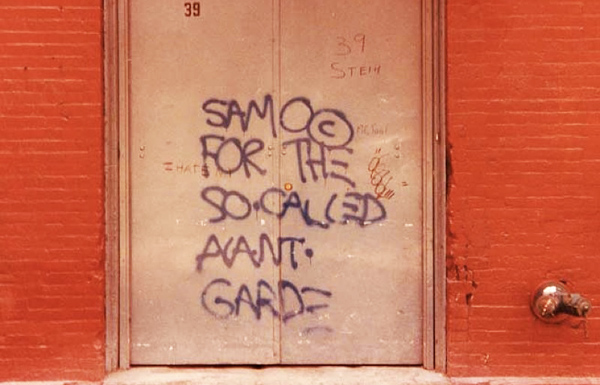 39
39
STEIN
SAMO©
FOR THE
SO·CALLED
AVANT·
GARDE